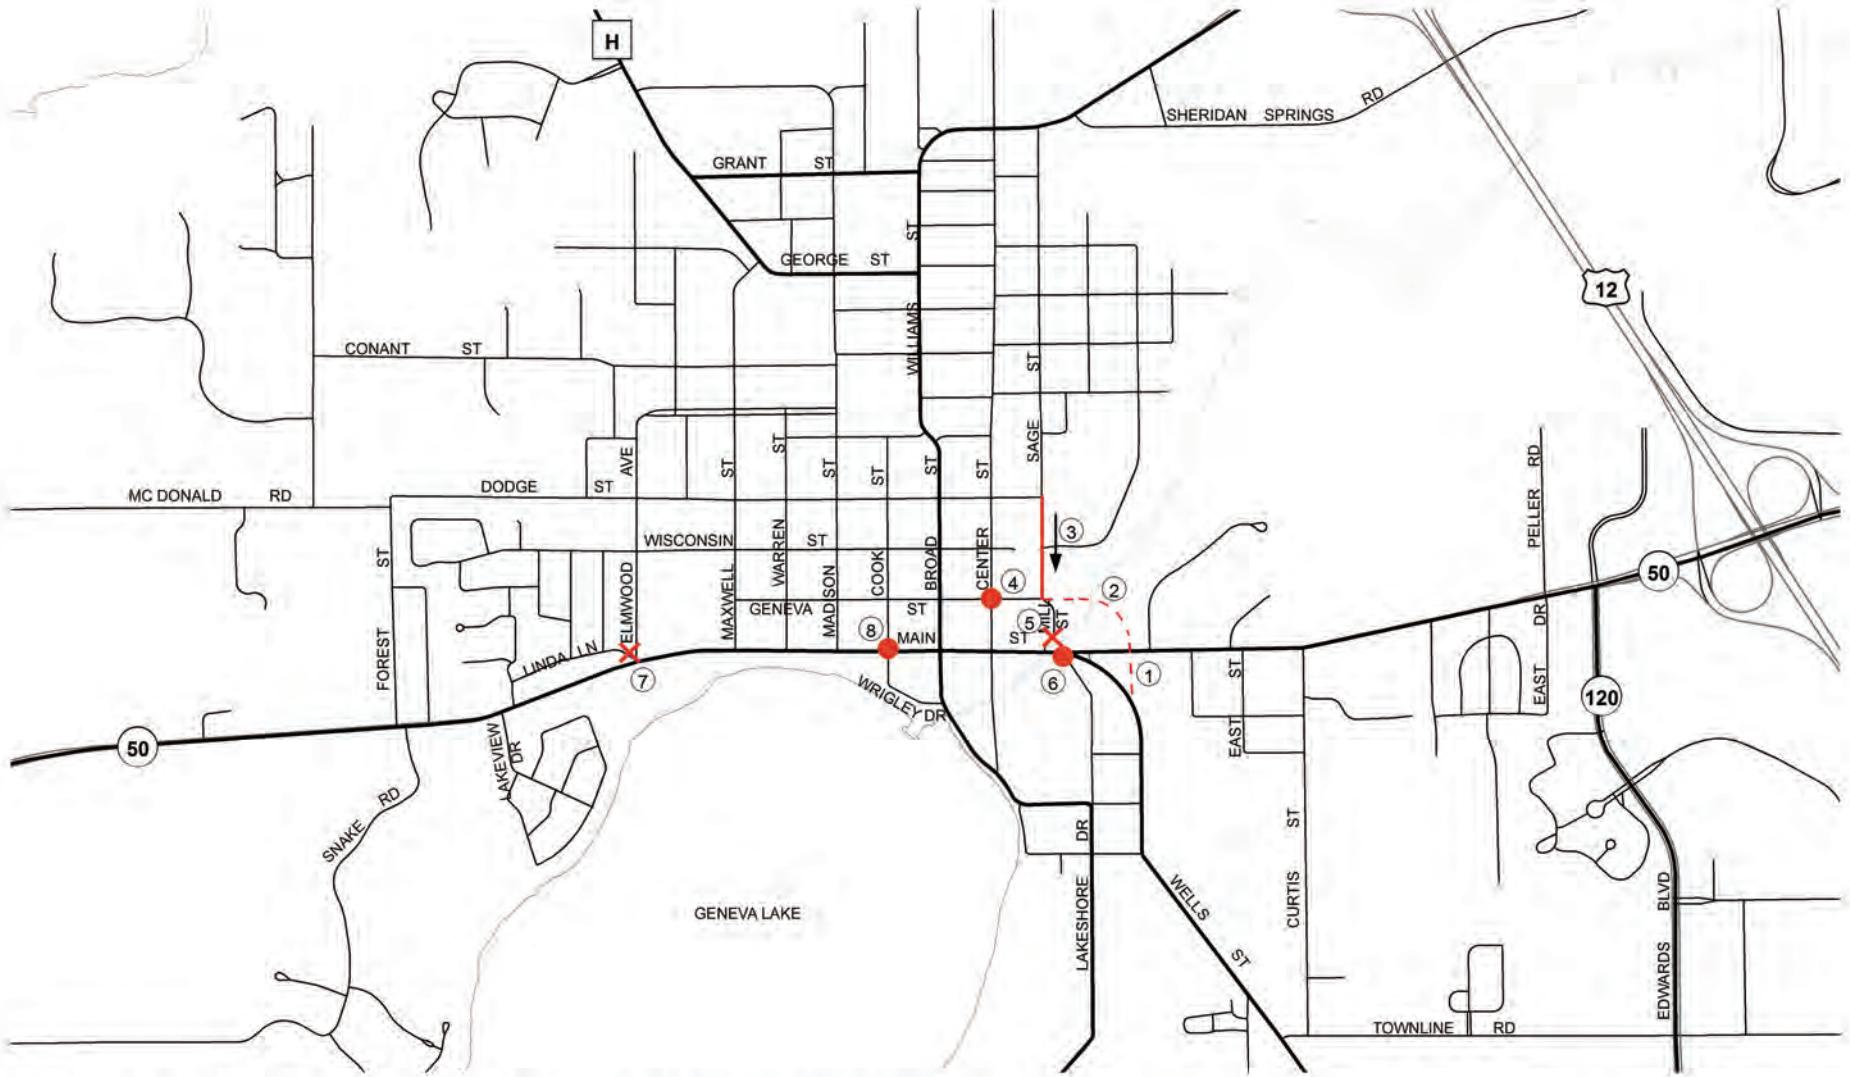 H
SHERIDAN SPRINGS RD
GRANT ST
WILLIAMS ST
GEORGE ST
12
CONANT ST
SAGE ST
ELMWOOD AVE
MAXWELL ST
WARREN ST
MADISON ST
COOK ST
BROAD ST
CENTER ST
PELLER RD
MC DONALD RD
DODGE ST
WISCONSIN ST
3
50
4
2
GENEVA ST
MILL ST
5
8
MAIN ST
FOREST ST
LINDA LN
7
6
1
EAST ST
EAST DR
120
WRIGLEY DR
50
LAKEVIEW DR
SNAKE RD
LAKESHORE DR
CURTIS ST
WELLS ST
EDWARDS BLVD
GENEVA LAKE
TOWNLINE RD